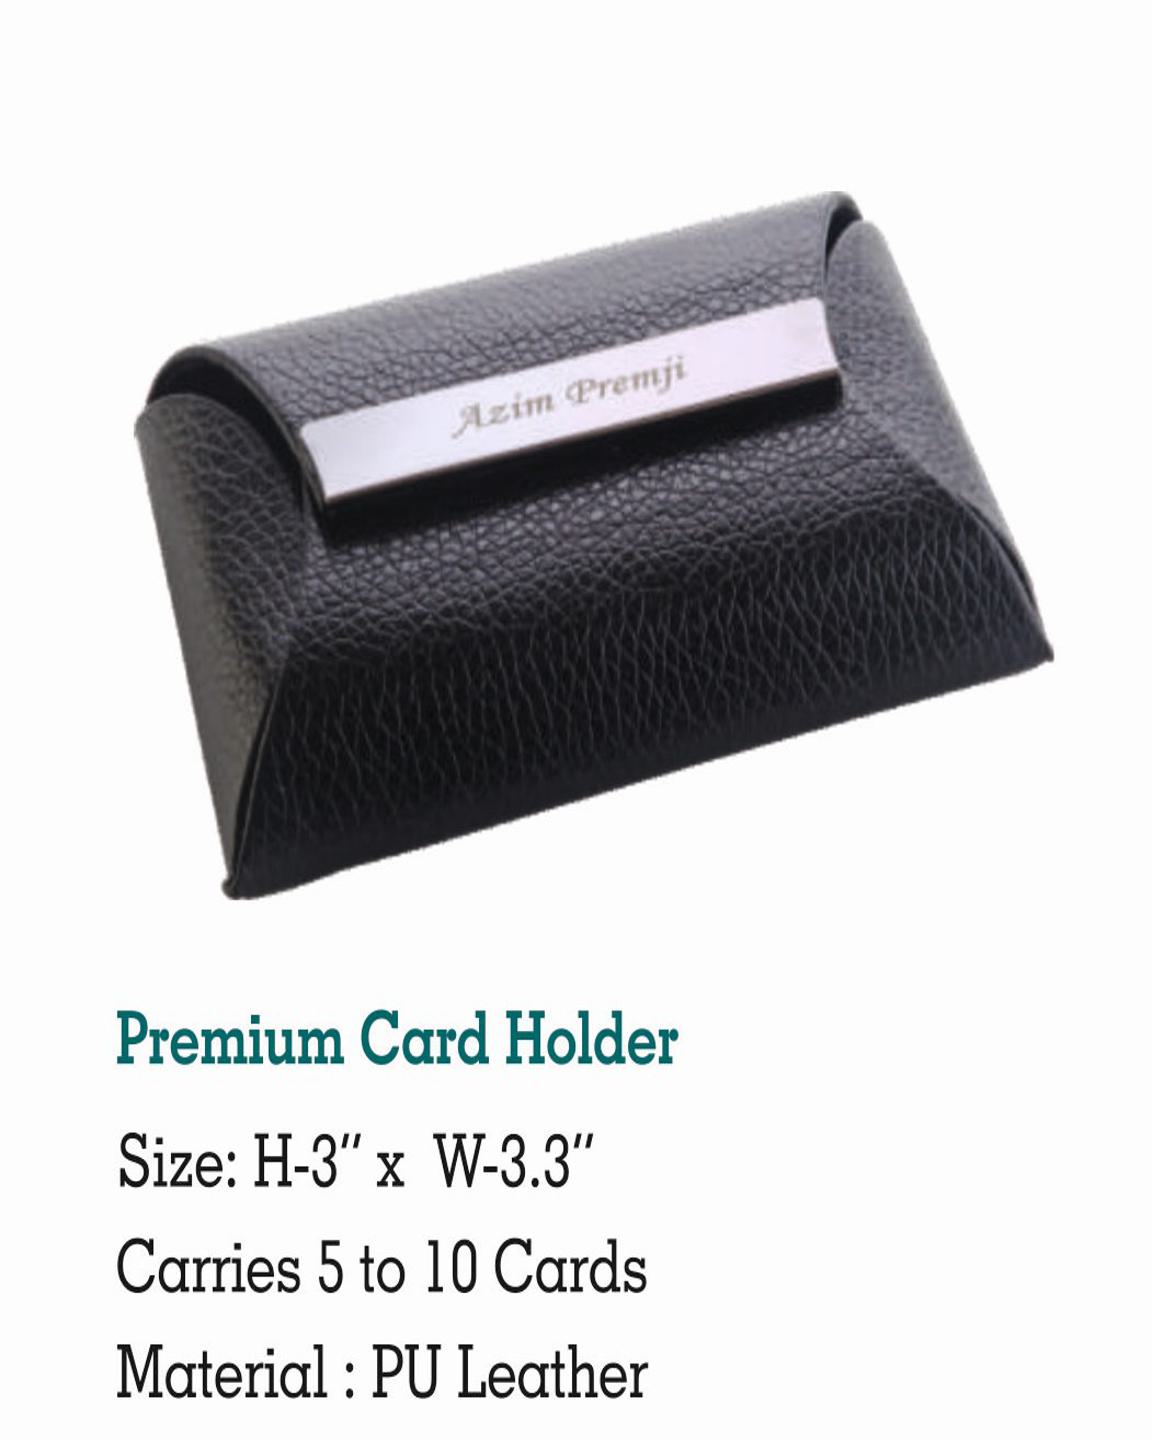 Azim Premji
Premium Card Holder
Size: H-3” x W-3.3”
Carries 5 to 10 Cards
Material : PU Leather